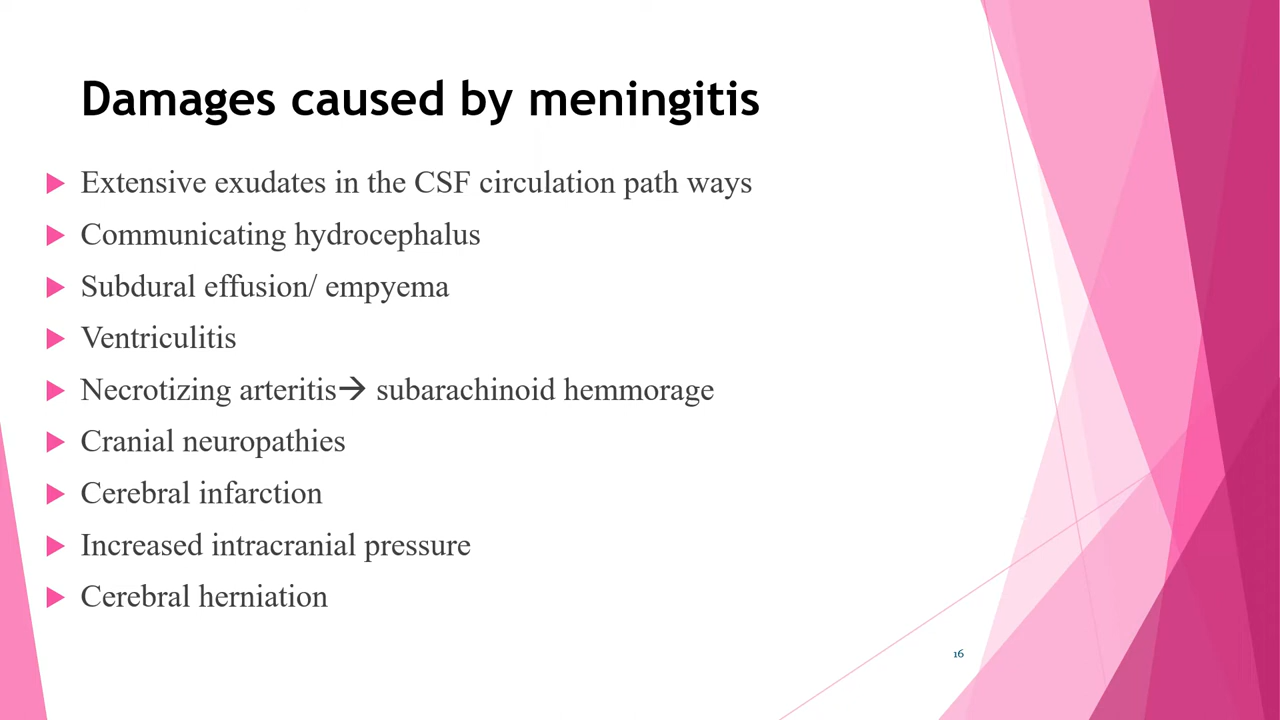 Damages caused by meningitis
Extensive exudates in the CSF circulation path ways
Communicating hydrocephalus
Subdural effusion/ empyema
Ventriculitis
Necrotizing arteritis→ subarachinoid hemmorage
Cranial neuropathies
Cerebral infarction
Increased intracranial pressure
Cerebral herniation
16